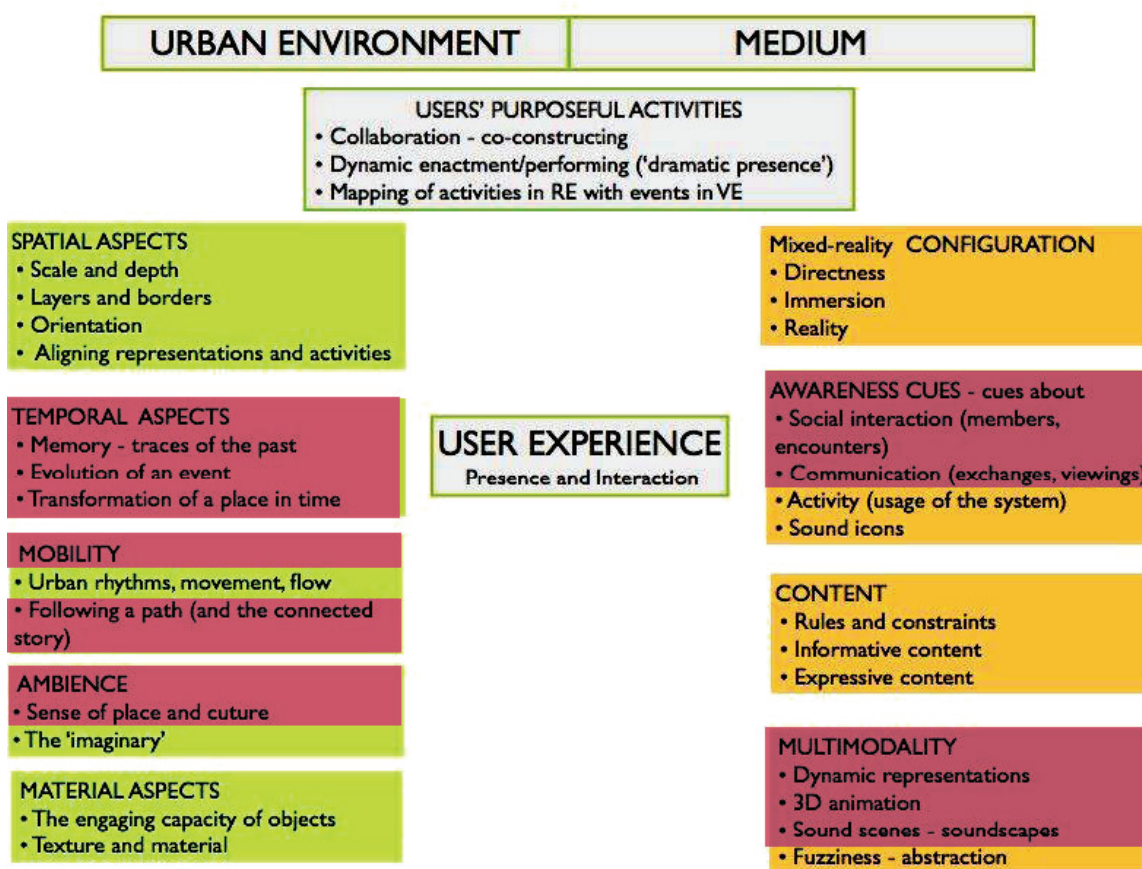 URBAN ENVIRONMENT
MEDIUM
USERS' PURPOSEFUL ACTIVITIES
• Collaboration - co-constructing
• Dynamic enactment/performing ('dramatic presence')
• Mapping of activities in RE with events in VE
SPATIAL ASPECTS
• Scale and depth
• Layers and borders
• Orientation
• Aligning representations and activities
TEMPORAL ASPECTS
• Memory - traces of the past
• Evolution of an event
• Transformation of a place in time
MOBILITY
• Urban rhythms, movement, flow
• Following a path (and the connected
story)
AMBIENCE
• Sense of place and cuture
• The 'imaginary'
MATERIAL ASPECTS
• The engaging capacity of objects
• Texture and material
USER EXPERIENCE
Presence and Interaction
Mixed-reality CONFIGURATION
• Directness
• Immersion
• Reality
AWARENESS CUES - cues about
• Social interaction (members,
encounters)
• Communication (exchanges, viewings)
• Activity (usage of the system)
• Sound icons
CONTENT
• Rules and constraints
• Informative content
• Expressive content
MULTIMODALITY
• Dynamic representations
• 3D animation
• Sound scenes - soundscapes
• Fuzziness - abstraction